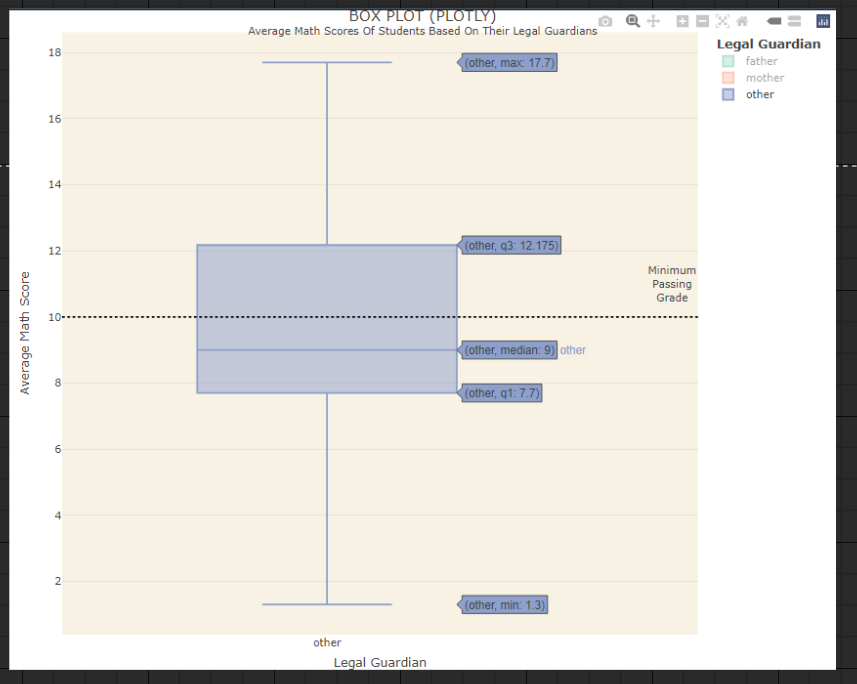 BOX PLOT (PLOTLY)
Average Math Scores Of Students Based On Their Legal Guardians
Legal Guardian
father
mother
other
18
16
14
12
10
8
6
4
2
Average Math Score
(other, max: 17.7)
(other, q3: 12.175)
Minimum
Passing
Grade
(other, median: 9) other
(other, q1: 7.7)
(other, min: 1.3)
other
Legal Guardian